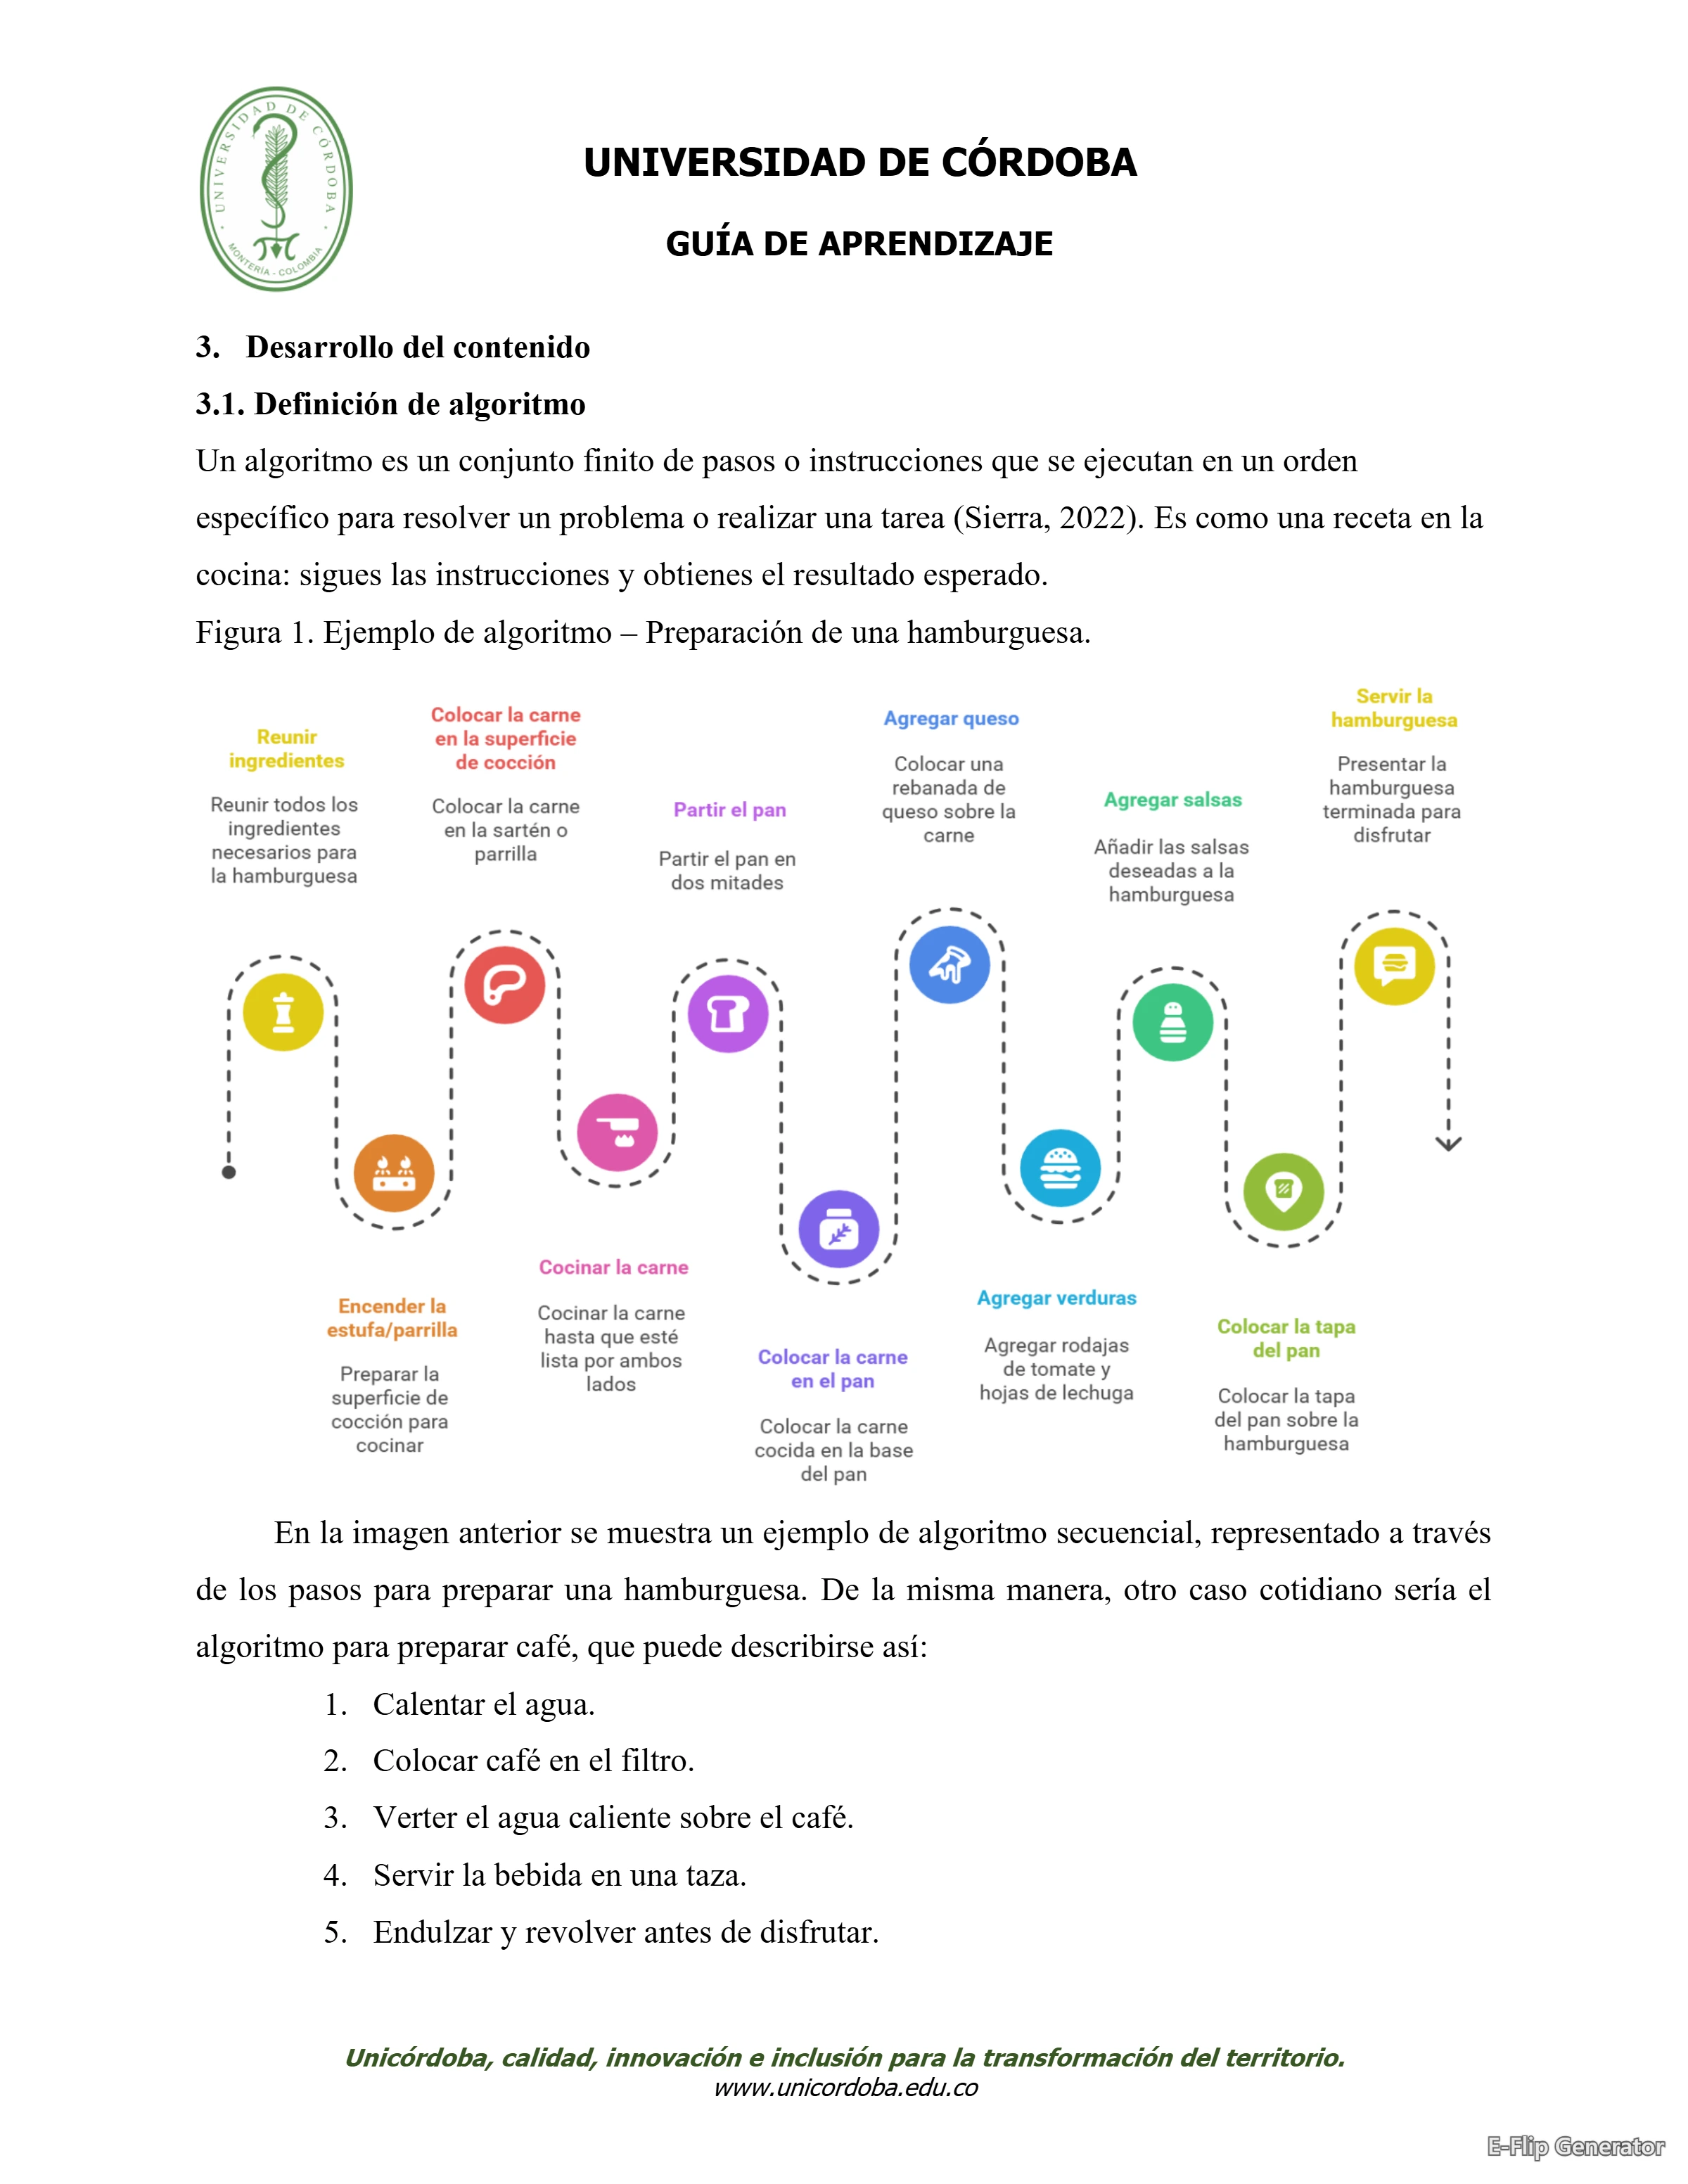 UNIVERSIDAD DE CÓRDOBA
MONTERÍA - COLOMBIA
UNIVERSIDAD DE CÓRDOBA
GUÍA DE APRENDIZAJE
3. Desarrollo del contenido
3.1. Definición de algoritmo
Un algoritmo es un conjunto finito de pasos o instrucciones que se ejecutan en un orden
específico para resolver un problema o realizar una tarea (Sierra, 2022). Es como una receta en la
cocina: sigues las instrucciones y obtienes el resultado esperado.
Figura 1. Ejemplo de algoritmo – Preparación de una hamburguesa.
Reunir
ingredientes
Reunir todos los
ingredientes
necesarios para
la hamburguesa
Encender la
estufa/parrilla
Preparar la
superficie de
cocción para
cocinar
Colocar la carne
en la superficie
de cocción
Colocar la carne
en la sartén o
parrilla
Cocinar la carne
Cocinar la carne
hasta que esté
lista por ambos
lados
Partir el pan
Partir el pan en
dos mitades
Colocar la carne
en el pan
Colocar la carne
cocida en la base
del pan
Agregar queso
Colocar una
rebanada de
queso sobre la
carne
Agregar verduras
Agregar rodajas
de tomate y
hojas de lechuga
Agregar salsas
Añadir las salsas
deseadas a la
hamburguesa
Colocar la tapa
del pan
Colocar la tapa
del pan sobre la
hamburguesa
Servir la
hamburguesa
Presentar la
hamburguesa
terminada para
disfrutar
En la imagen anterior se muestra un ejemplo de algoritmo secuencial, representado a través
de los pasos para preparar una hamburguesa. De la misma manera, otro caso cotidiano sería el
algoritmo para preparar café, que puede describirse así:
1. Calentar el agua.
2. Colocar café en el filtro.
3. Verter el agua caliente sobre el café.
4. Servir la bebida en una taza.
5. Endulzar y revolver antes de disfrutar.
Unicórdoba, calidad, innovación e inclusión para la transformación del territorio.
www.unicordoba.edu.co
E-Flip Generator